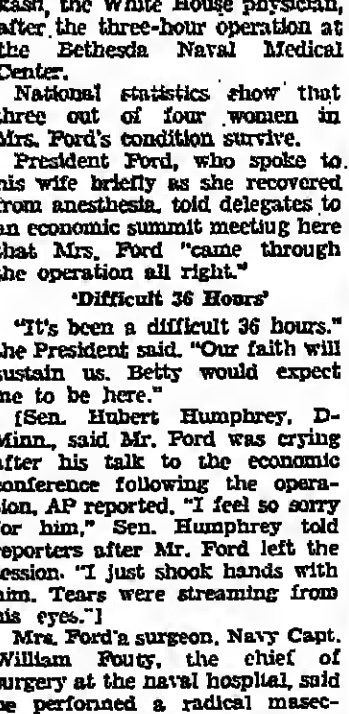 the White House physician,
after the three-hour operation at
the Bethesda Naval Medical
Center.
National statistics show that
three out of four women in
Mrs. Ford's condition survive.
President Ford, who spoke to
his wife briefly as she recovered
from anesthesia, told delegates to
an economic summit meeting here
that Mrs. Ford "came through
the operation all right."
'Difficult 36 Hours'
"It's been a difficult 36 hours."
the President said. "Our faith will
sustain us. Betty would expect
me to be here."
[Sen. Hubert Humphrey, D-
Minn., said Mr. Ford was crying
after his talk to the economic
conference following the opera-
tion, AP reported. "I feel so sorry
for him," Sen. Humphrey told
reporters after Mr. Ford left the
session. "I just shook hands with
him. Tears were streaming from
his eyes."]
Mrs. Ford's surgeon, Navy Capt.
William Fouty, the chief of
surgery at the naval hospital, said
he performed a radical masec-